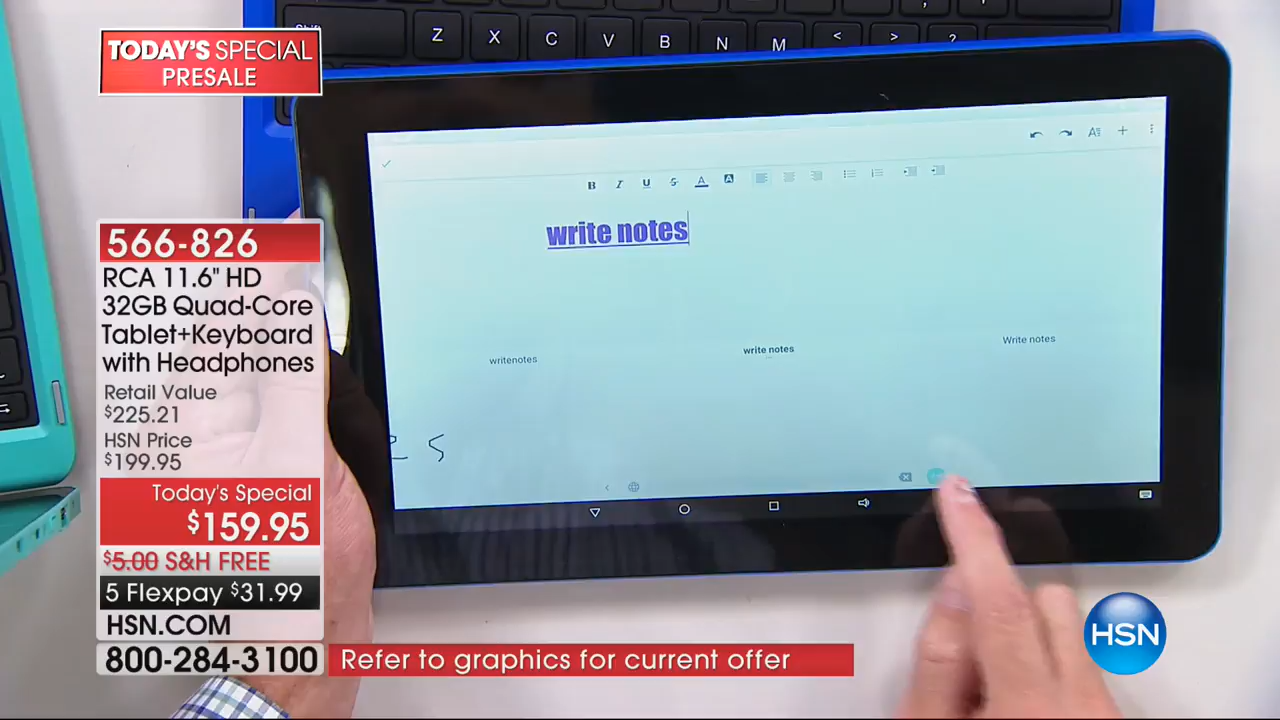 TODAY'S SPECIAL
PRESALE
566-826
RCA 11.6" HD
32GB Quad-Core
Tablet+Keyboard
with Headphones
Retail Value
$225.21
HSN Price
$199.95
Today's Special
$159.95
$5.00 S&H FREE
5 Flexpay $31.99
HSN.COM
800-284-3100
Refer to graphics for current offer
HSN
Shift
Z X C V B N M < > ?
B I U S A A
write notes
writenotes
write notes
Write notes
e s